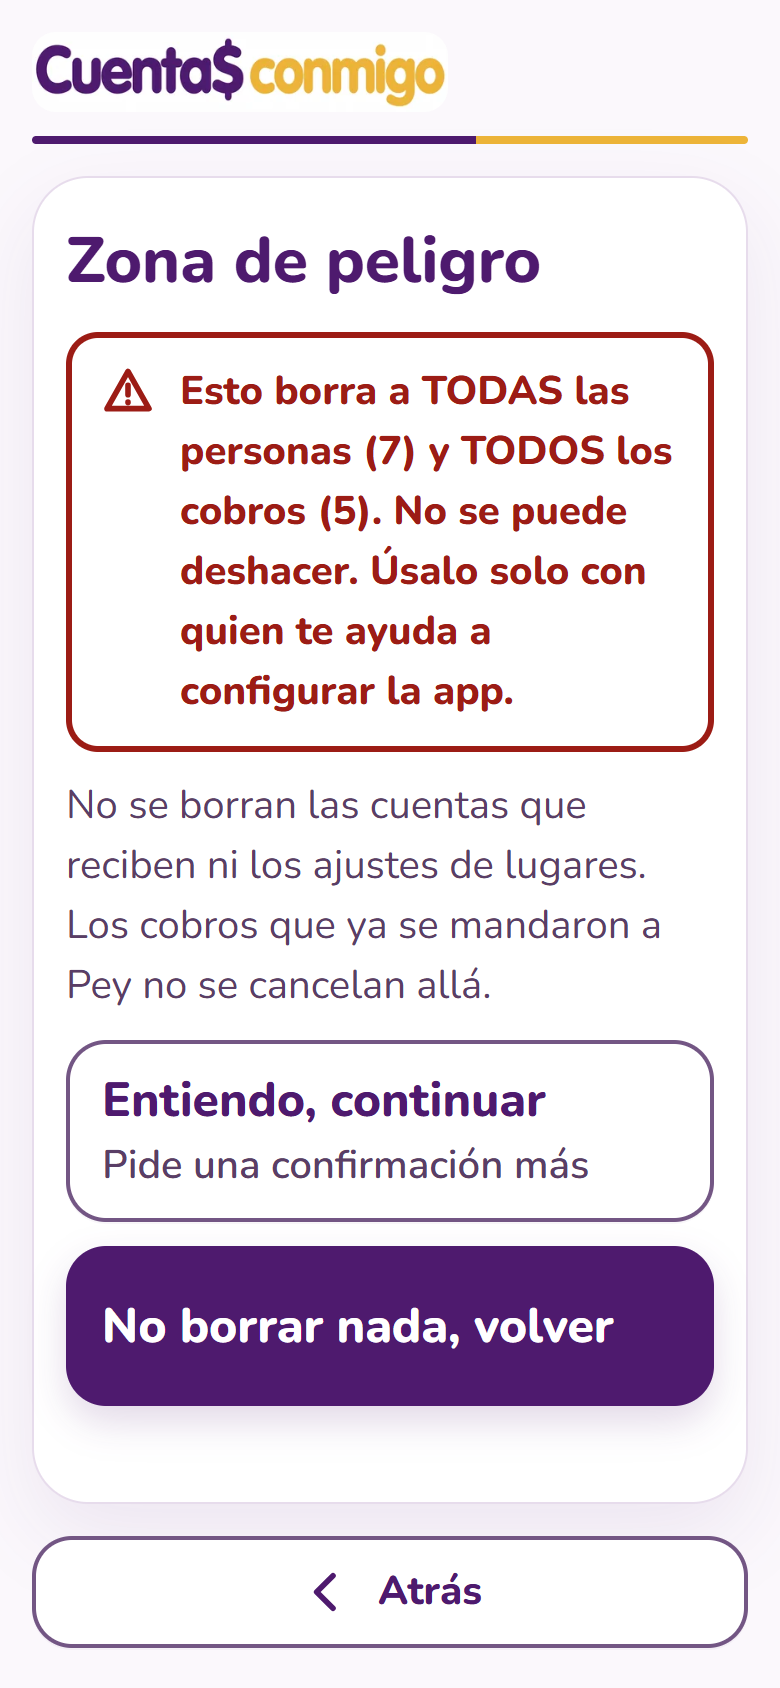 Cuenta$ conmigo
Zona de peligro
Esto borra a TODAS las
personas (7) y TODOS los
cobros (5). No se puede
deshacer. Úsalo solo con
quien te ayuda a
configurar la app.
No se borran las cuentas que
reciben ni los ajustes de lugares.
Los cobros que ya se mandaron a
Pey no se cancelan allá.
Entiendo, continuar
Pide una confirmación más
No borrar nada, volver
Atrás